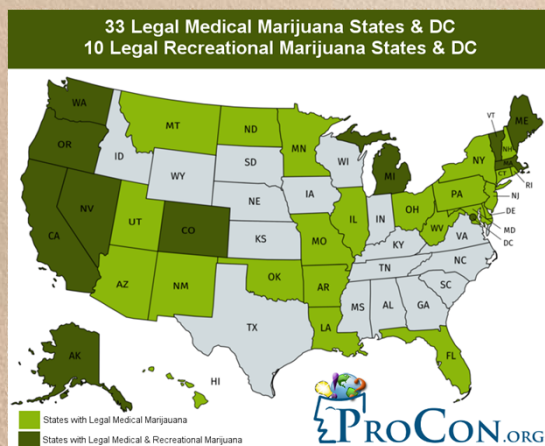 33 Legal Medical Marijuana States & DC
10 Legal Recreational Marijuana States & DC
WA
MT
ND
MN
VT
ME
OR
ID
SD
WI
MI
NY
NH
MA
CT
RI
WY
NE
IA
PA
NJ
NV
UT
CO
KS
MO
IL
IN
OH
WV
DE
MD
DC
CA
KY
VA
AZ
NM
OK
AR
TN
NC
SC
TX
LA
MS
AL
GA
AK
HI
FL
States with Legal Medical Marijauana
States with Legal Medical & Recreational Marijuana
PROCON.ORG